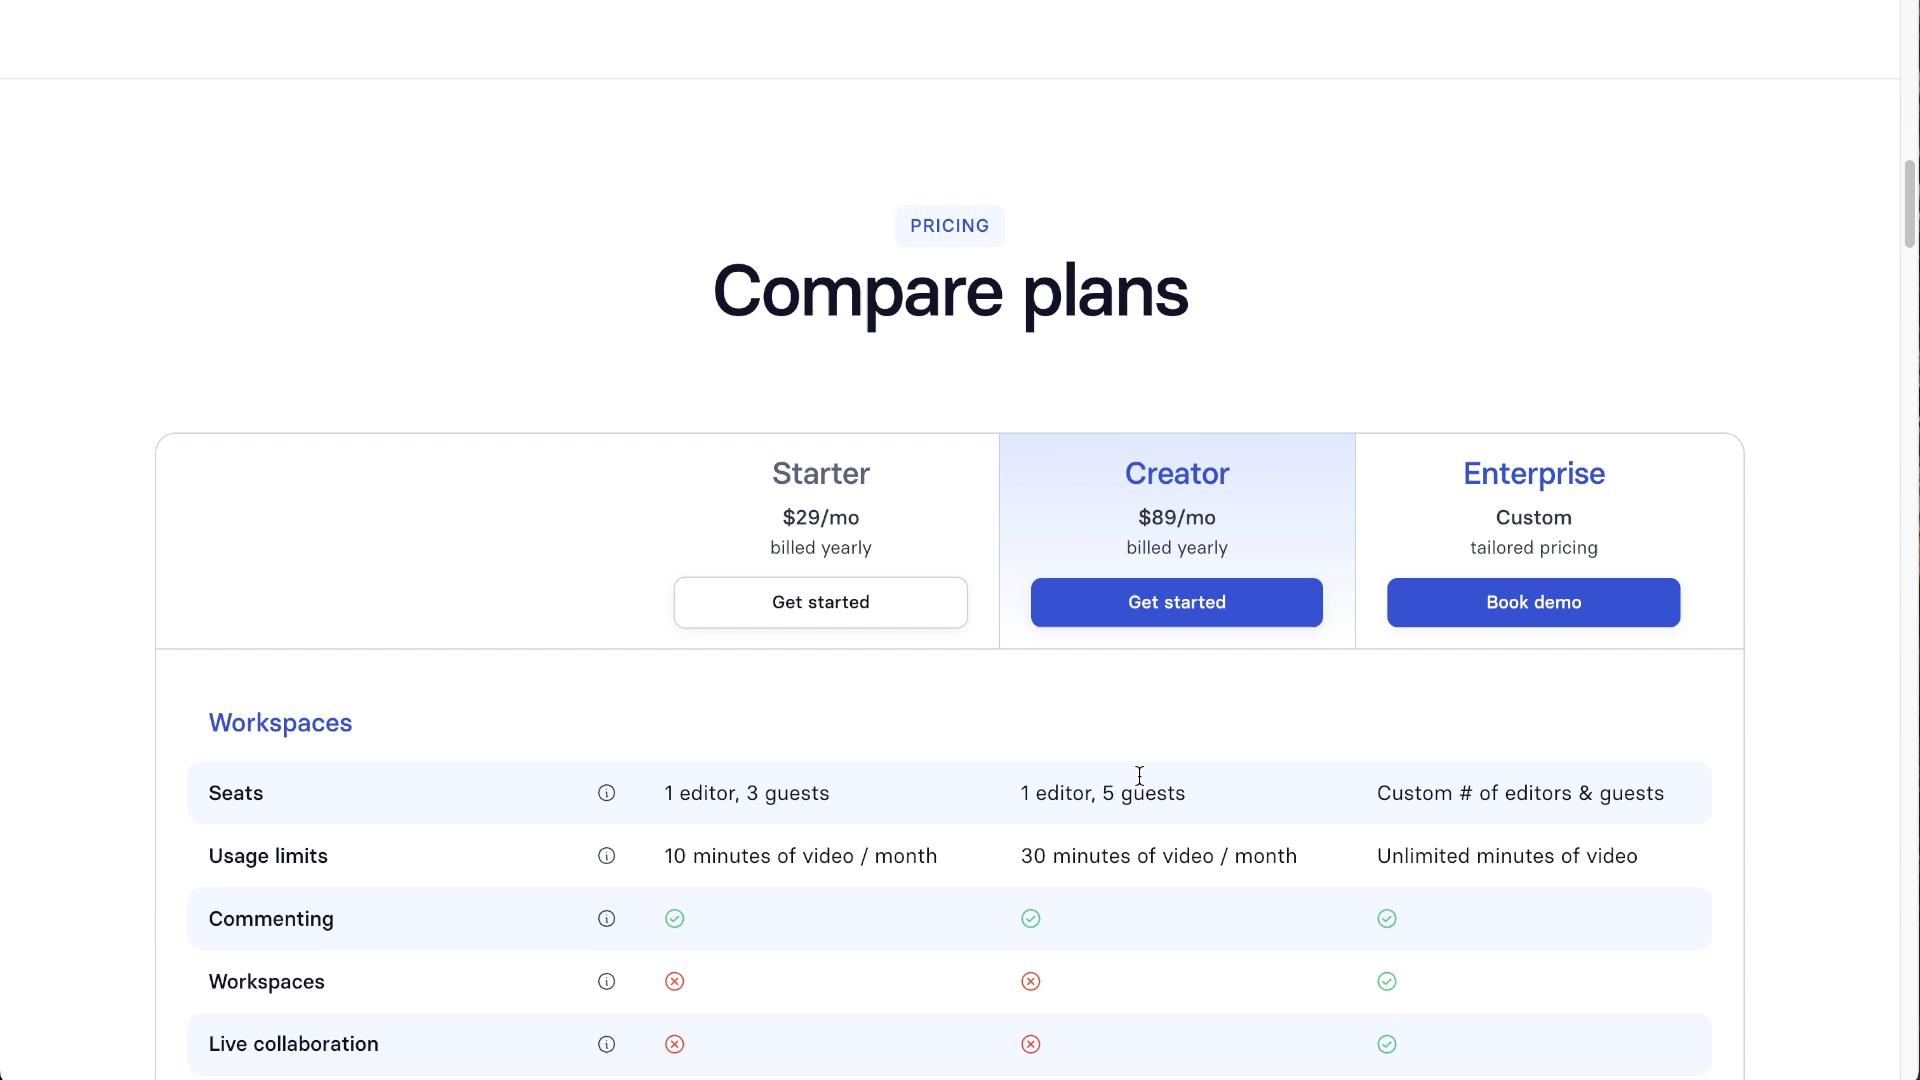 PRICING
Compare plans
Starter
$29/mo
billed yearly
Get started
Creator
$89/mo
billed yearly
Get started
Enterprise
Custom
tailored pricing
Book demo
Workspaces
Seats 1 editor, 3 guests 1 editor, 5 guests Custom # of editors & guests
Usage limits 10 minutes of video / month 30 minutes of video / month Unlimited minutes of video
Commenting
Workspaces
Live collaboration